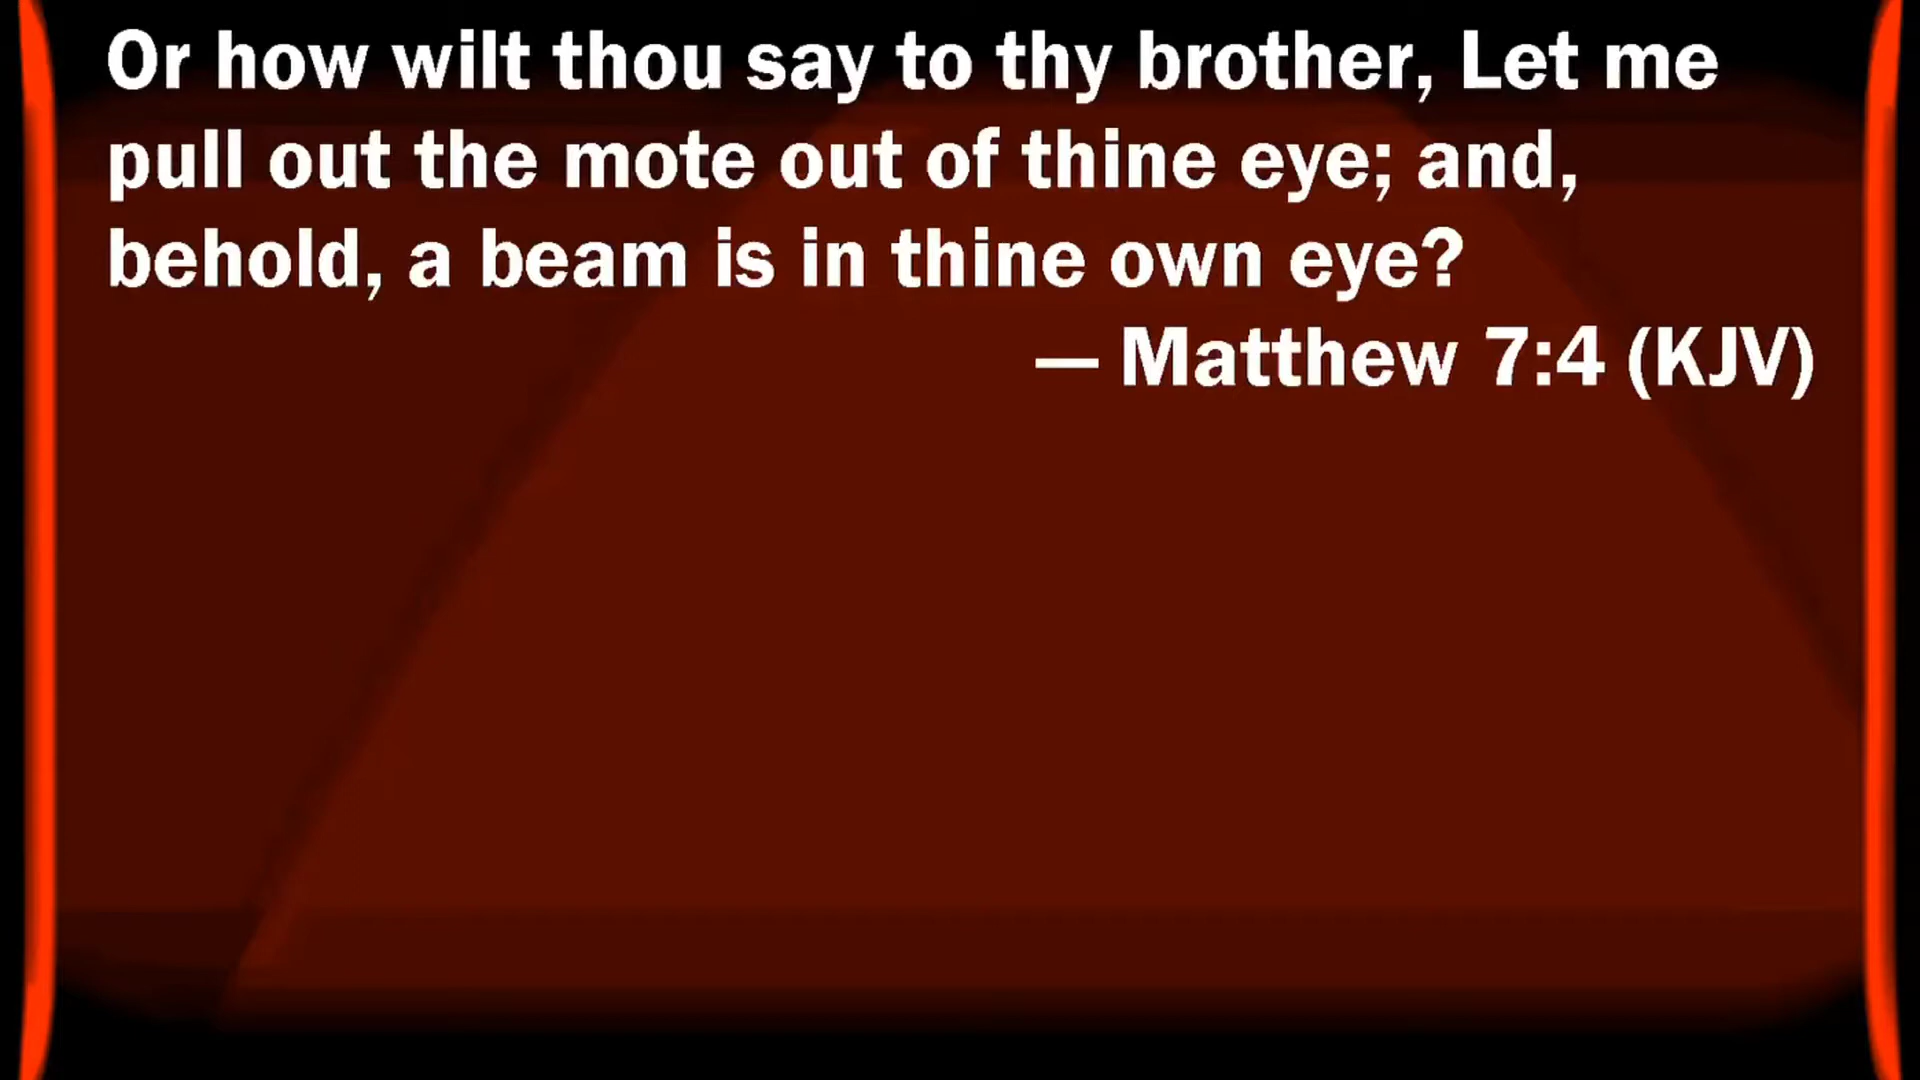 Or how wilt thou say to thy brother, Let me
pull out the mote out of thine eye; and,
behold, a beam is in thine own eye?
— Matthew 7:4 (KJV)